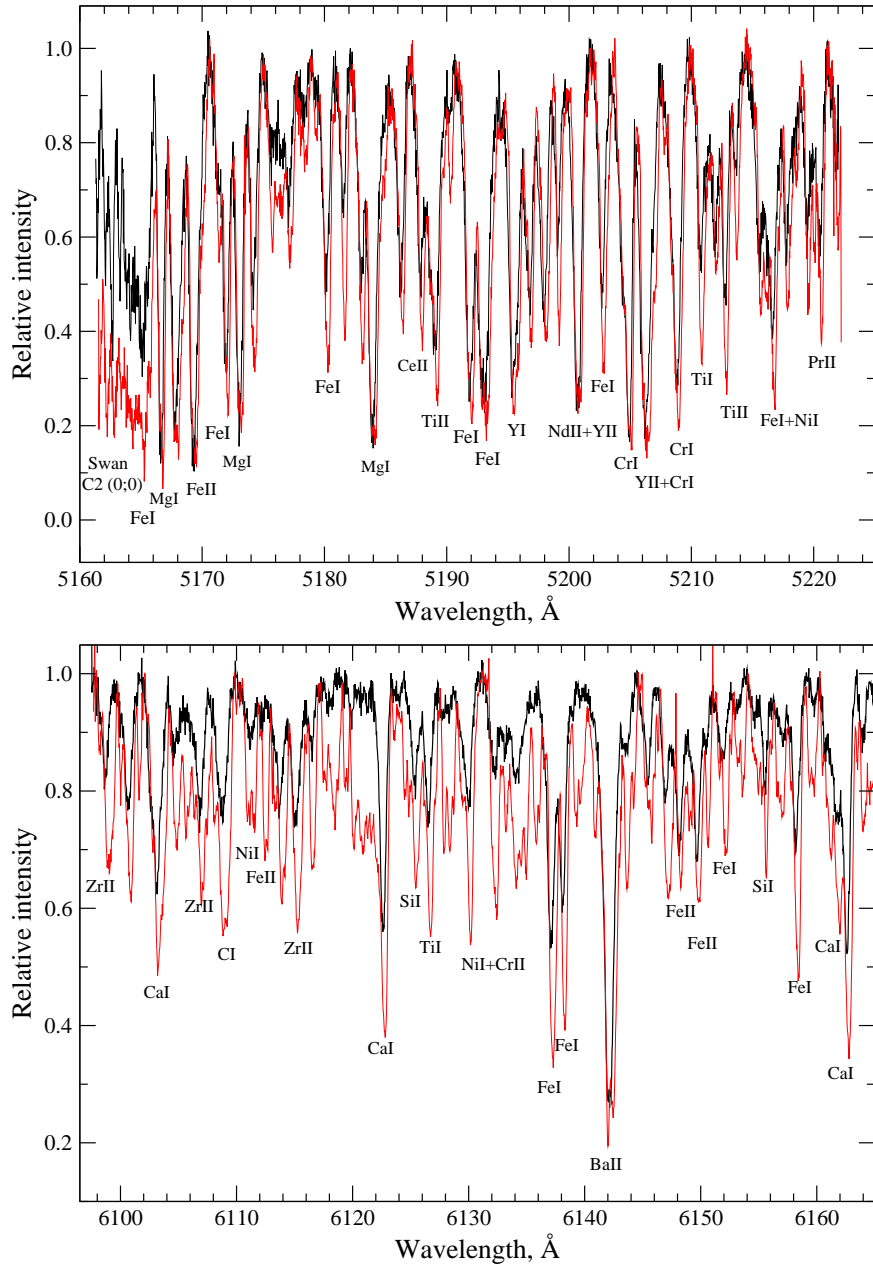 1.0
0.8
0.6
0.4
0.2
0.0
Relative intensity
Swan
C2 (0;0)
FeI
MgI
FeII
FeI
MgI
FeI
MgI
CeII
TiII
FeI
FeI
YI
NdII+YII
FeI
CrI
YII+CrI
CrI
TiI
TiII
FeI+NiI
PrII
5160
5170
5180
5190
5200
5210
5220
Wavelength, Å
1.0
0.8
0.6
0.4
0.2
Relative intensity
ZrII
CaI
ZrII
CI
NiI
FeII
ZrII
CaI
SiI
TiI
NiI+CrII
FeI
FeI
BaII
FeII
FeII
FeI
SiI
FeI
CaI
CaI
6100
6110
6120
6130
6140
6150
6160
Wavelength, Å